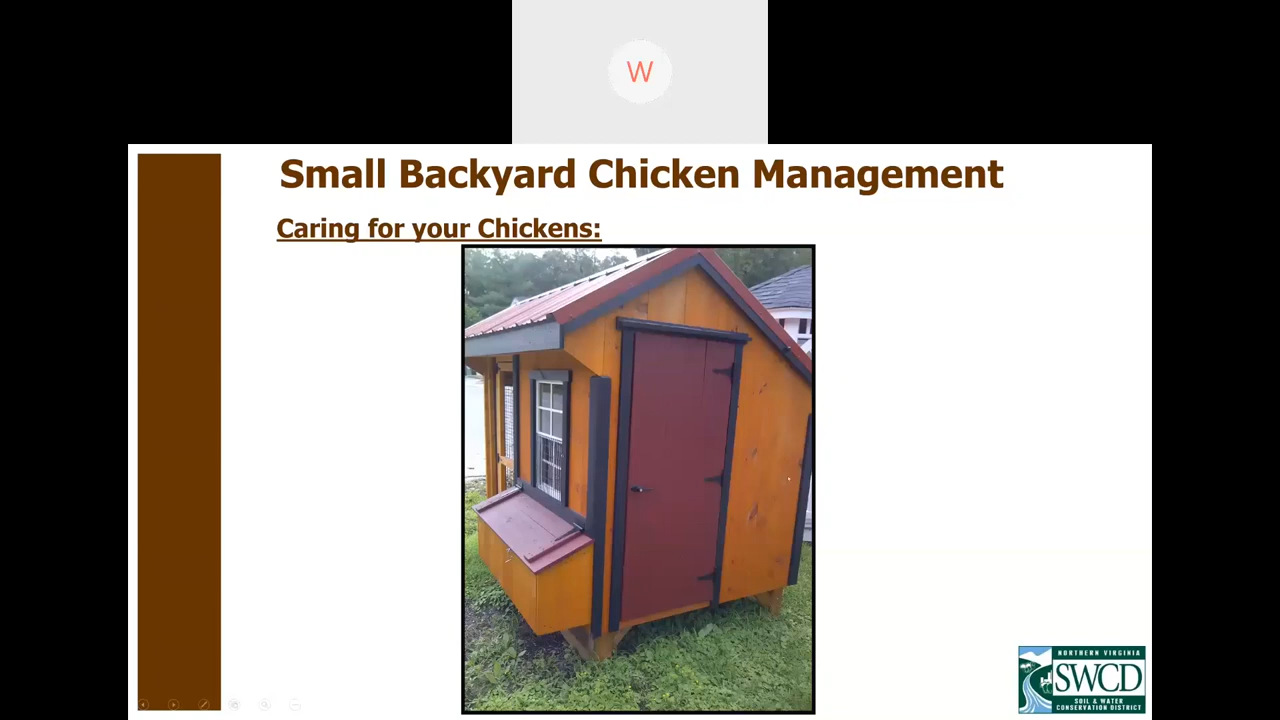 W
Small Backyard Chicken Management
Caring for your Chickens:
NORTHERN VIRGINIA
SWCD
SOIL & WATER
CONSERVATION DISTRICT